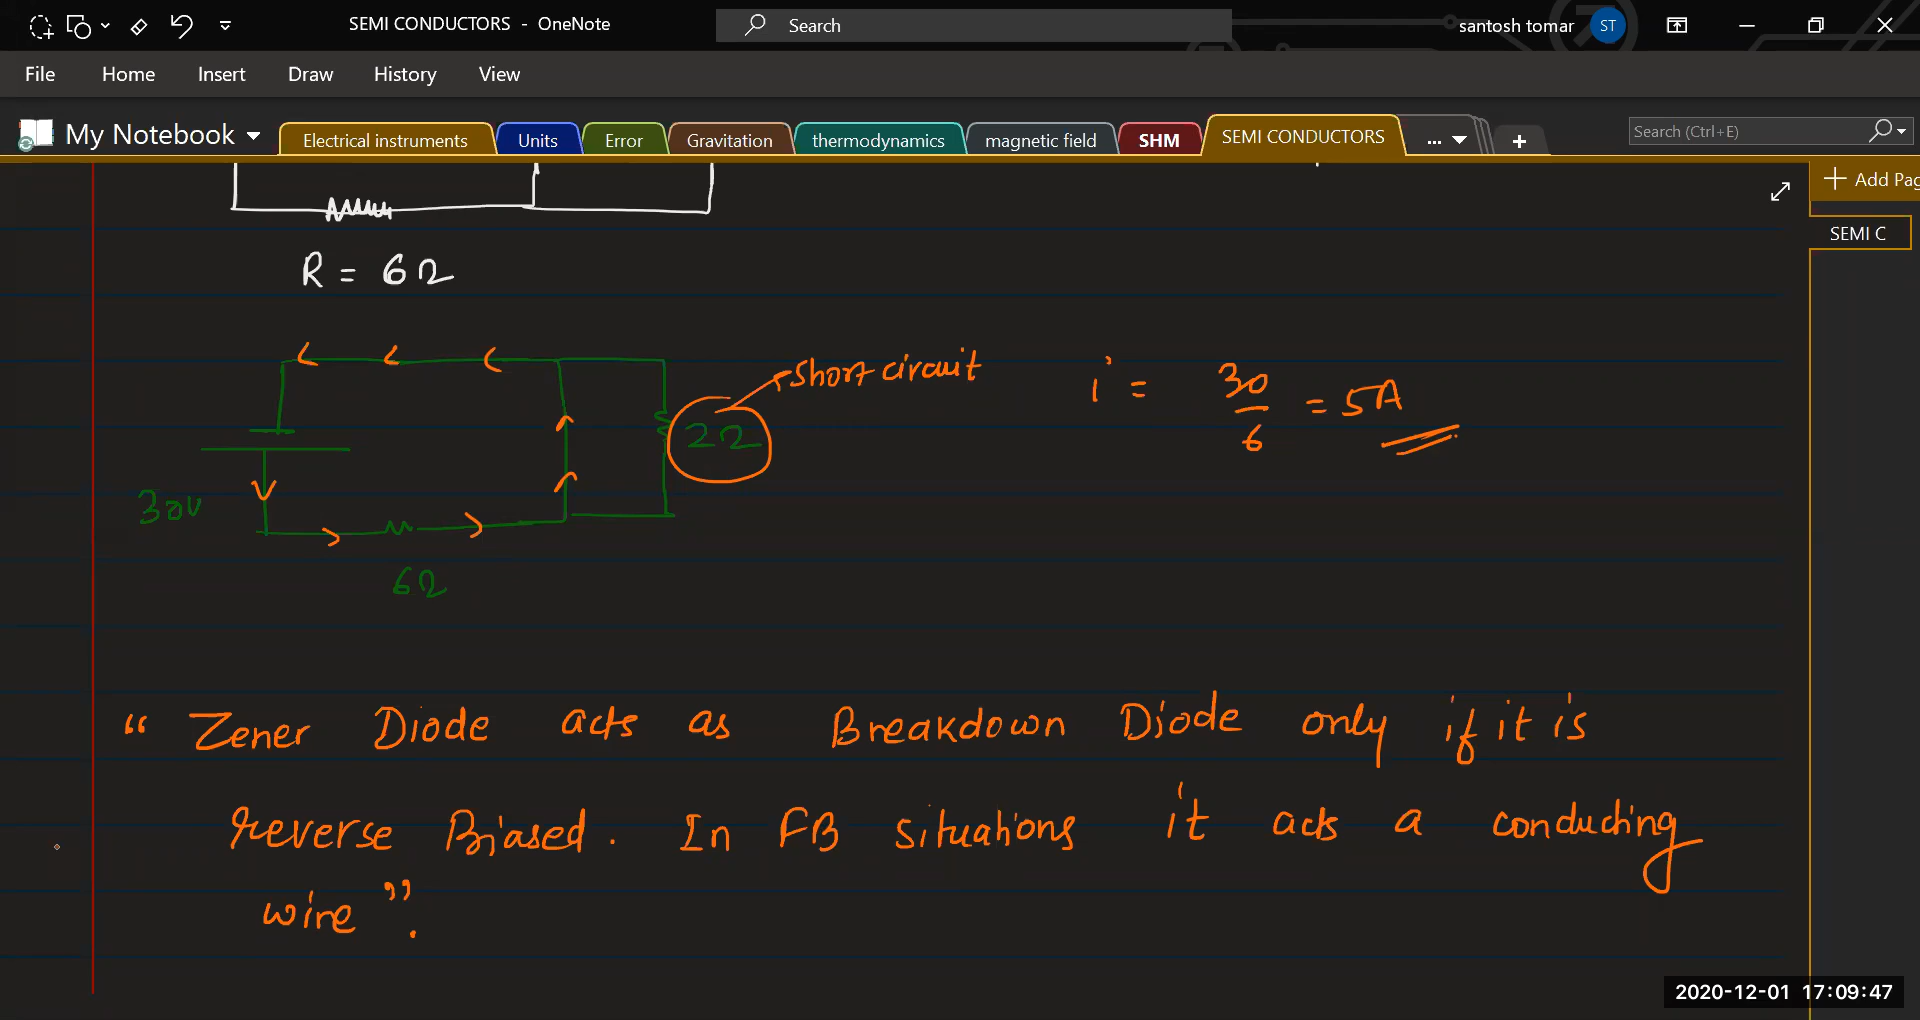 SEMI CONDUCTORS - OneNote
Search
santosh tomar
ST
File Home Insert Draw History View
My Notebook
Electrical instruments
Units
Error
Gravitation
thermodynamics
magnetic field
SHM
SEMI CONDUCTORS
...
+
Search (Ctrl+E)
+ Add Pag
SEMI C
R = 6Ω
short circuit
i = 30/6 = 5A
2Ω
30V
6Ω
“ Zener Diode acts as Breakdown Diode only if it is
reverse Biased. In FB situations it acts a conducting
wire ”.
2020-12-01 17:09:47